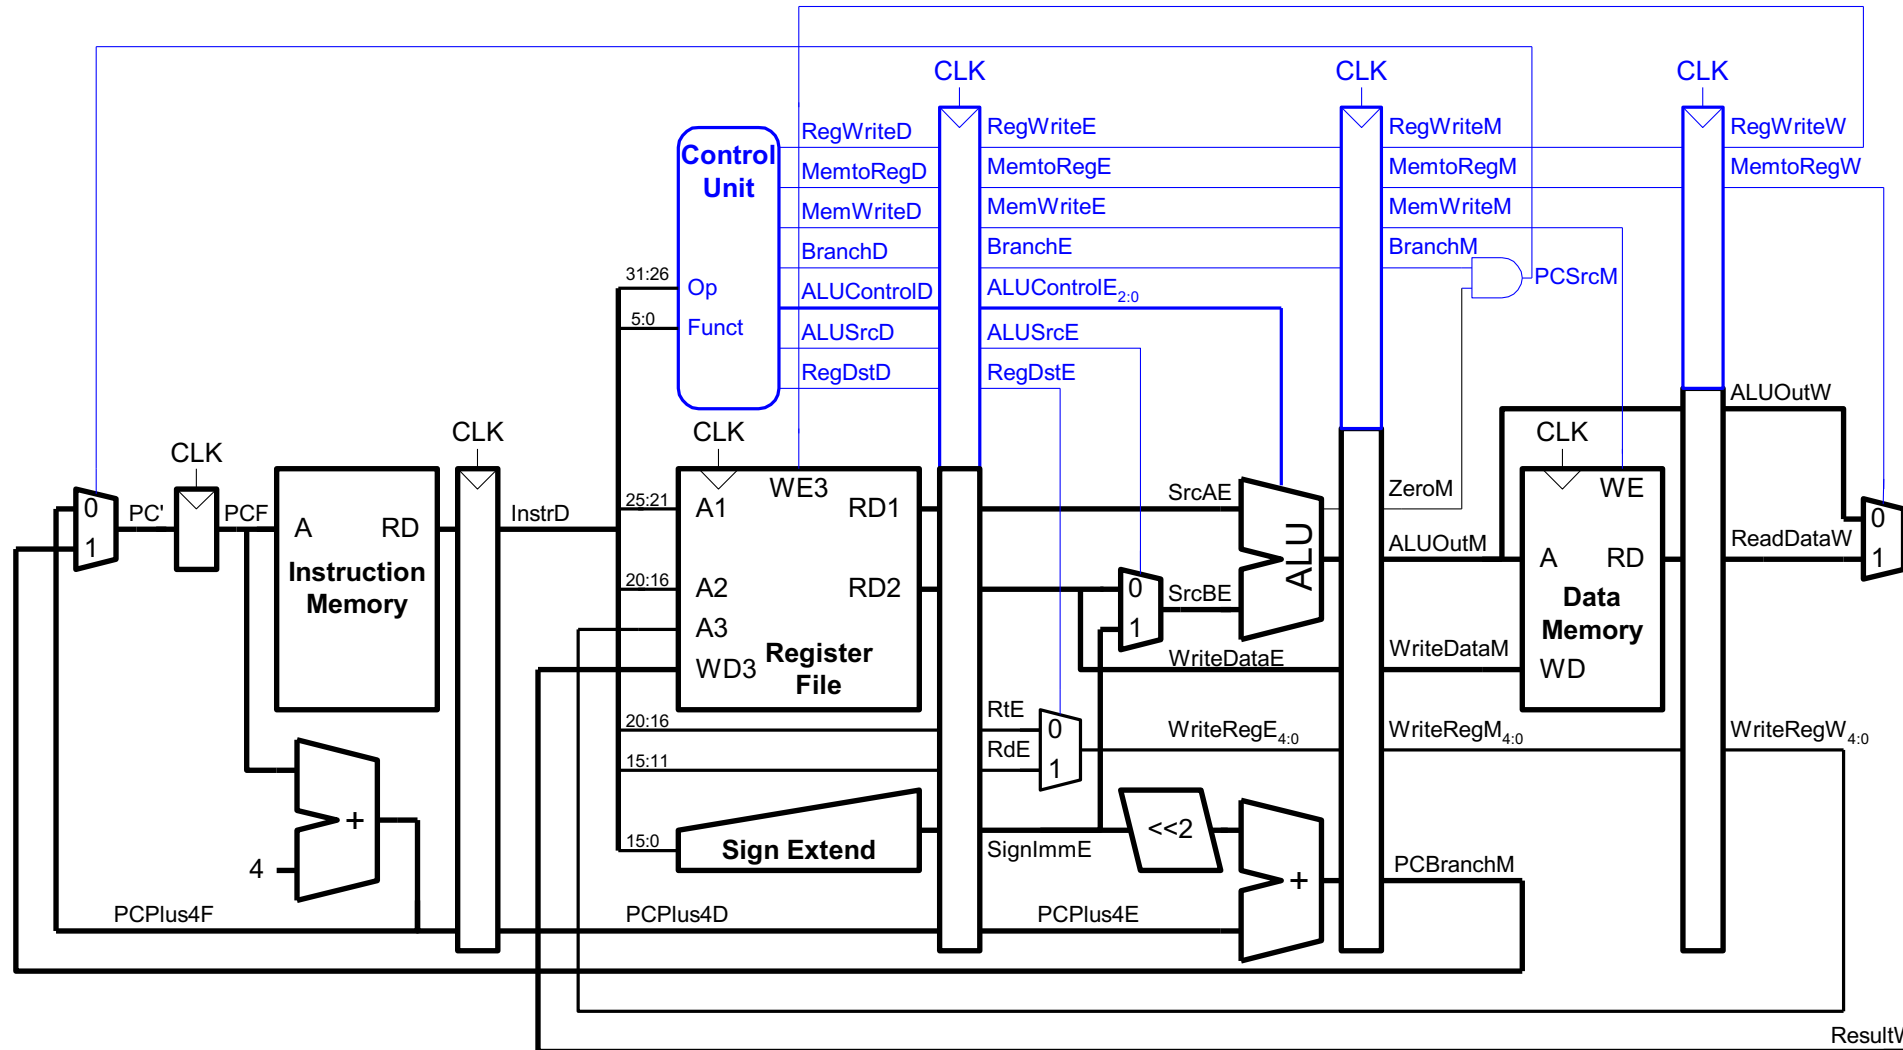 CLK
CLK
CLK
RegWriteD
RegWriteE
RegWriteM
RegWriteW
Control
Unit
MemtoRegD
MemtoRegE
MemtoRegM
MemtoRegW
MemWriteD
MemWriteE
MemWriteM
BranchD
BranchE
BranchM
31:26
Op
ALUControlD
ALUControlE2:0
PCSrcM
5:0
Funct
ALUSrcD
ALUSrcE
RegDstD
RegDstE
ALUOutW
CLK
CLK
CLK
CLK
WE3
WE
0
PC'
PCF
A
RD
InstrD
25:21
A1
RD1
SrcAE
ZeroM
0
1
Instruction
Memory
ALU
ALUOutM
A
RD
ReadDataW
1
20:16
A2
RD2
0
SrcBE
Data
Memory
A3
1
Register
File
WD3
WriteDataE
WriteDataM
WD
20:16
RtE
0
WriteRegE4:0
WriteRegM4:0
WriteRegW4:0
15:11
RdE
1
+
15:0
Sign Extend
SignImmE
<<2
4
+
PCBranchM
PCPlus4F
PCPlus4D
PCPlus4E
ResultW